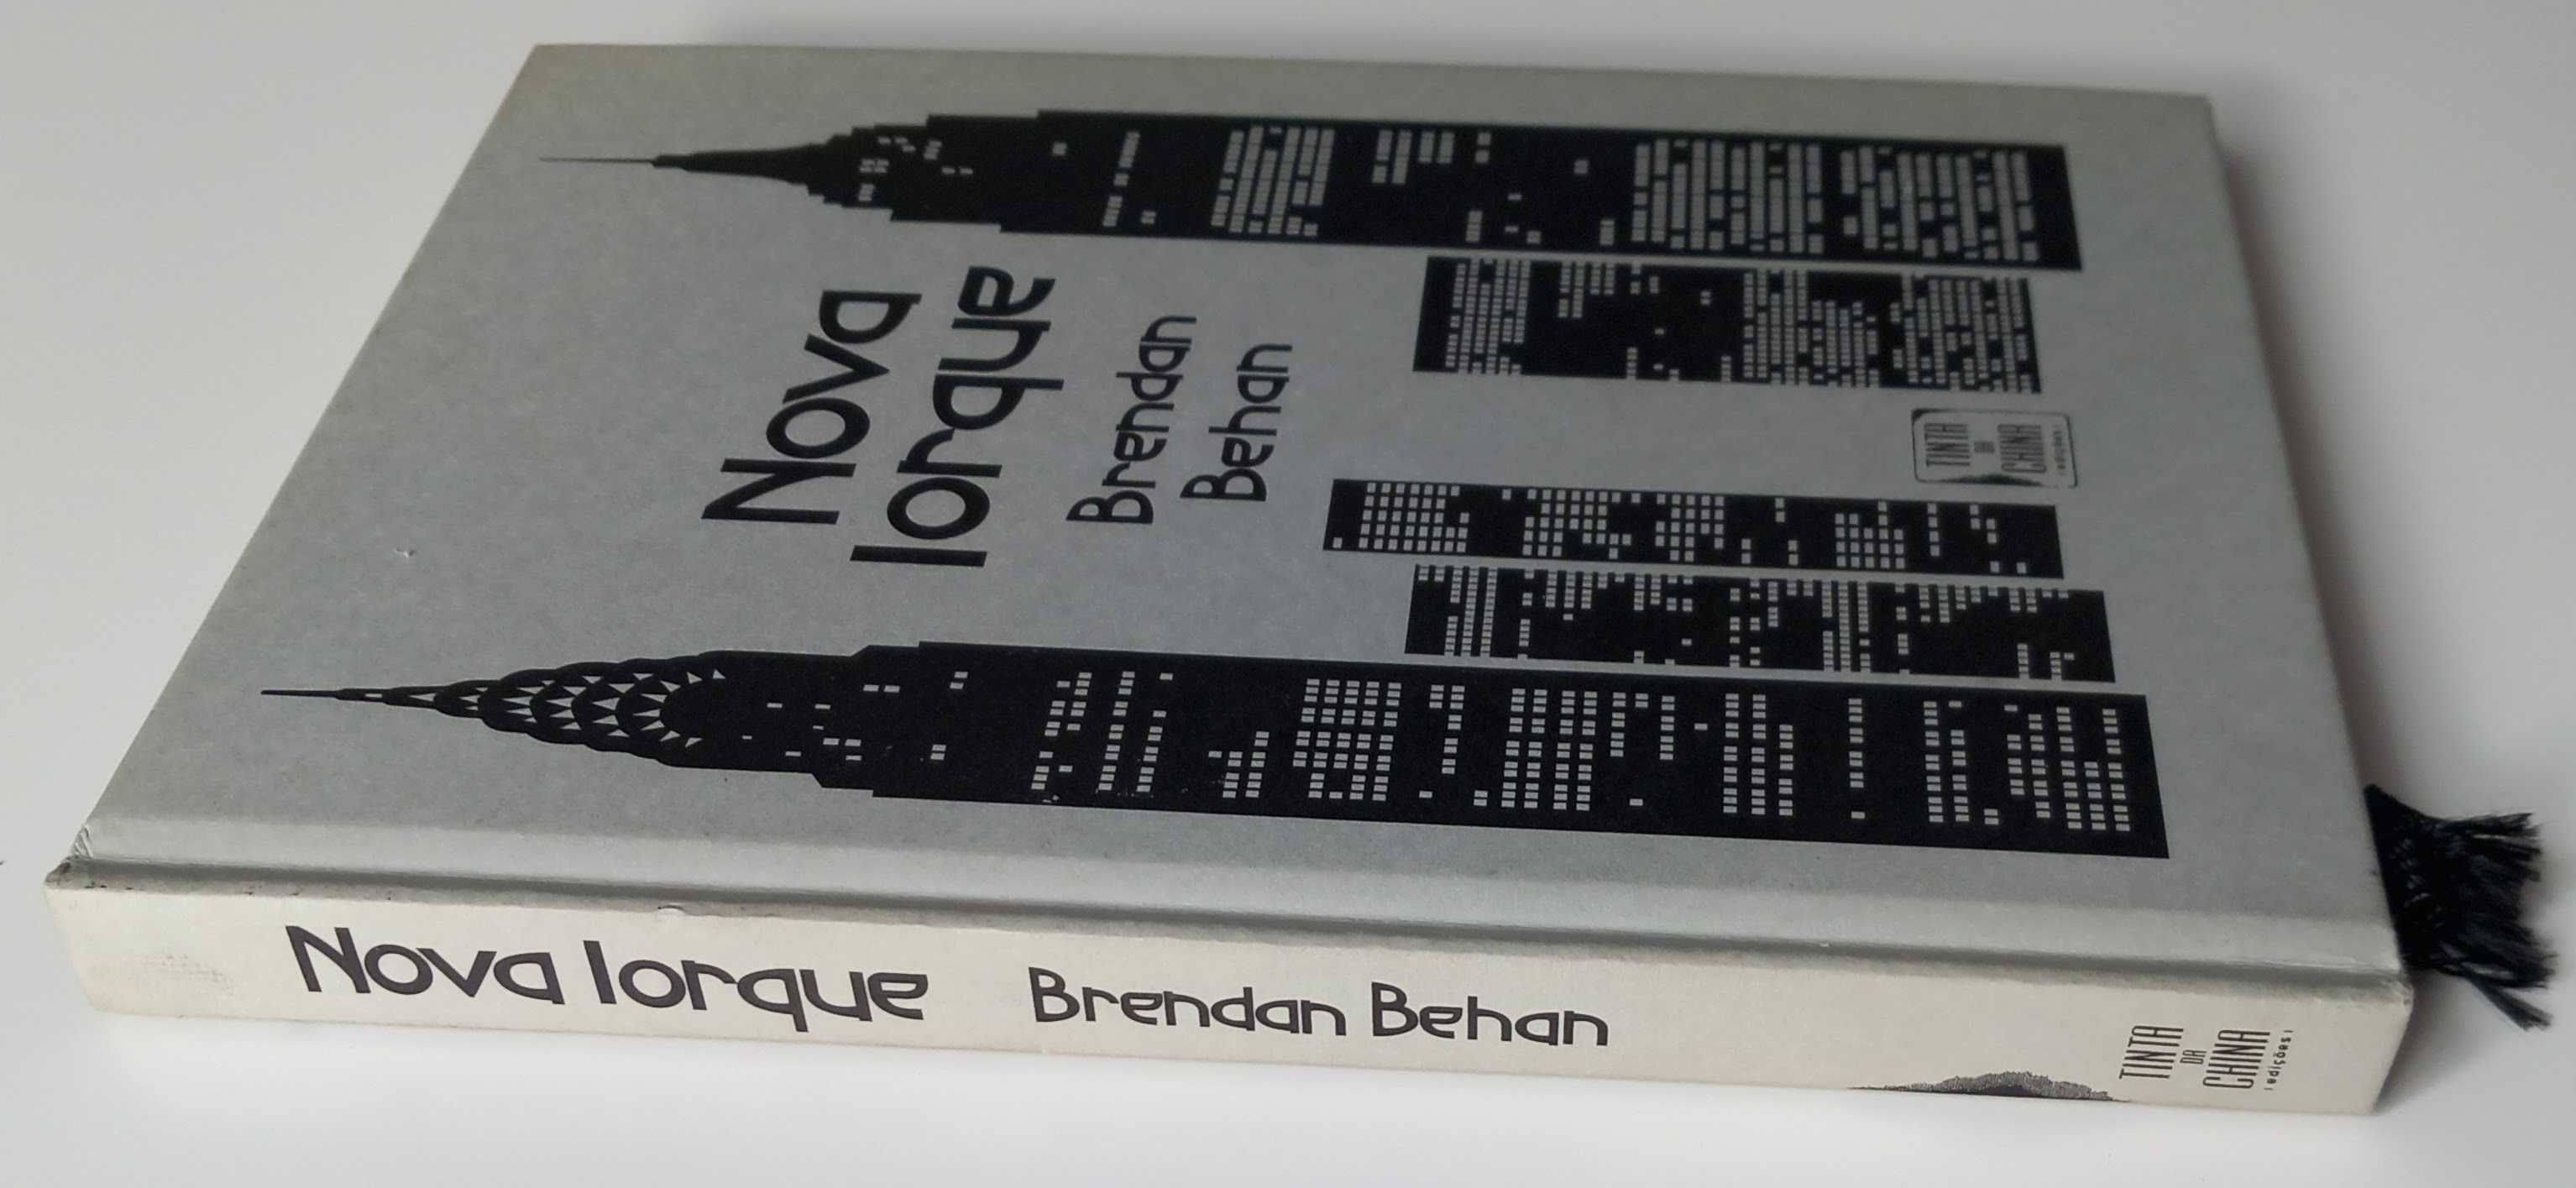 Nova
Iorque
Brendan
Behan
TINTA
DA
CHINA
edições
Nova Iorque Brendan Behan
TINTA
DA
CHINA
edições